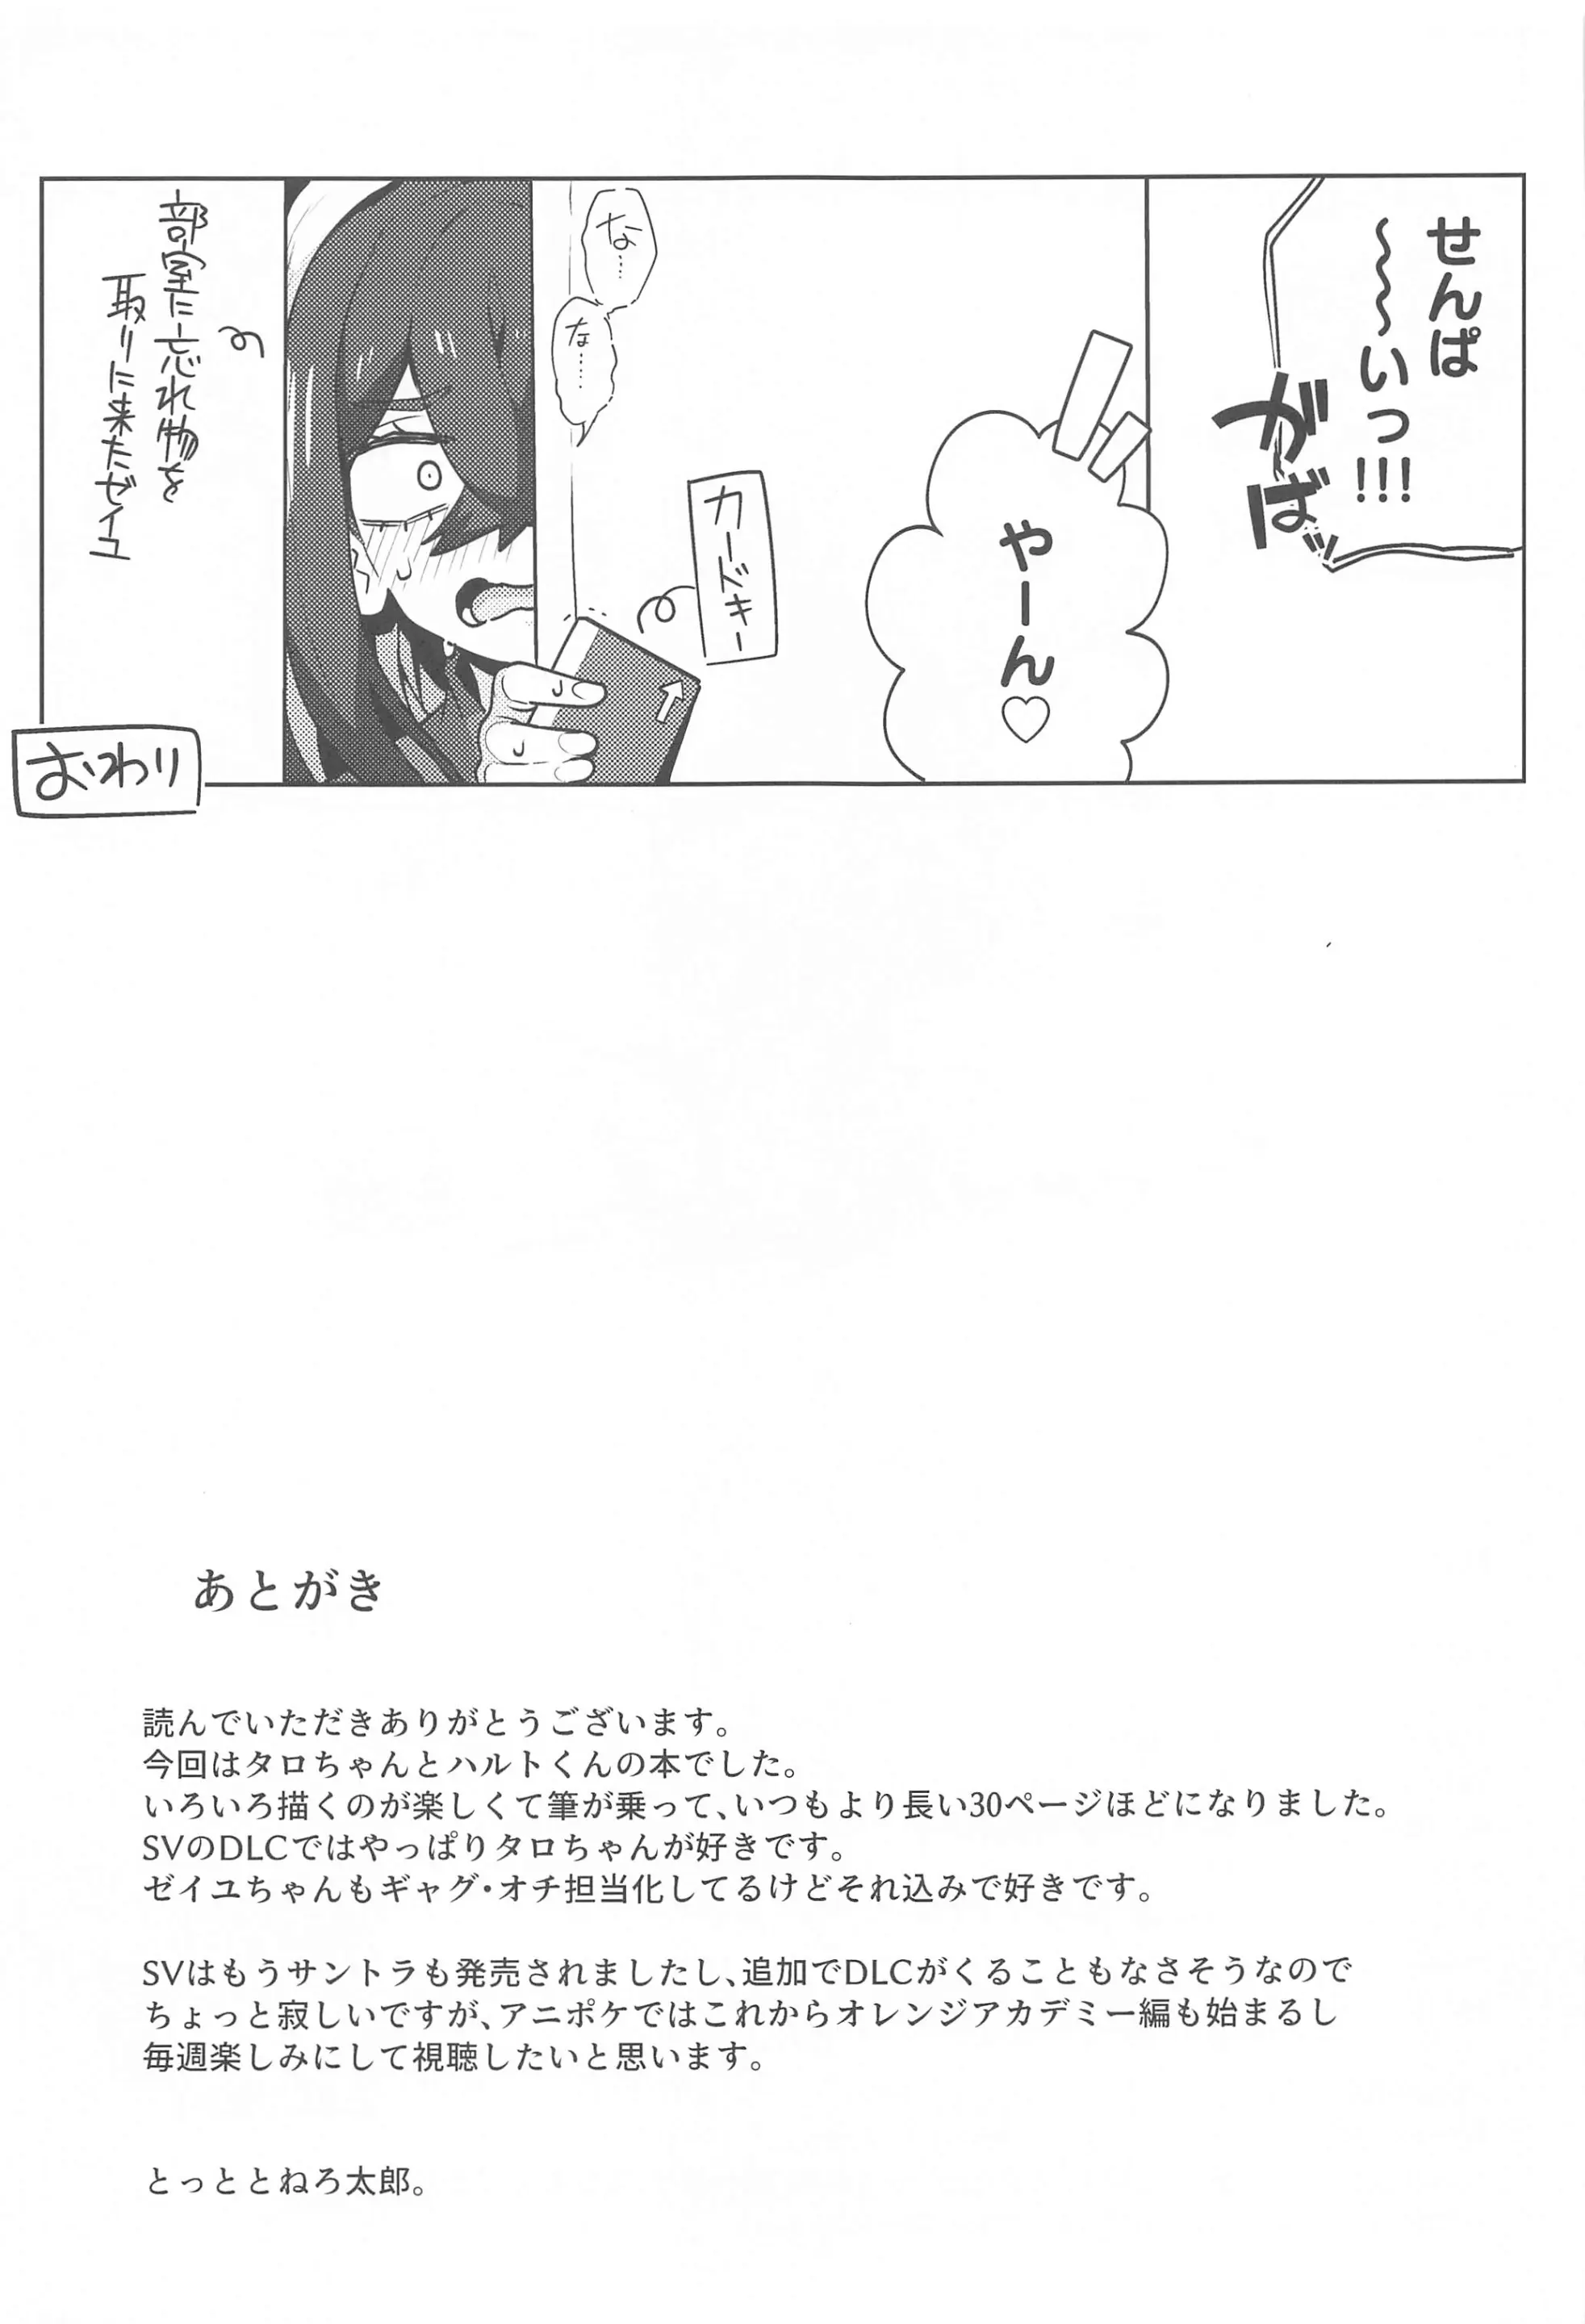 せんぱ
〜〜〜いっ!!!
がばっ
やーん♡
カードキー
な…
な……
部室に忘れ物を
取りに来たゼイユ
おわり
あとがき
読んでいただきありがとうございます。
今回はタロちゃんとハルトくんの本でした。
いろいろ描くのが楽しくて筆が乗って、いつもより長い30ページほどになりました。
SVのDLCではやっぱりタロちゃんが好きです。
ゼイユちゃんもギャグ・オチ担当化してるけどそれ込みで好きです。
SVはもうサントラも発売されましたし、追加でDLCがくることもなさそうなので
ちょっと寂しいですが、アニポケではこれからオレンジアカデミー編も始まるし
毎週楽しみにして視聴したいと思います。
とっととねろ太郎。